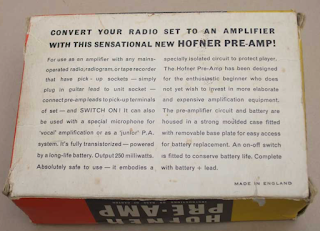 CONVERT YOUR RADIO SET TO AN AMPLIFIER
WITH THIS SENSATIONAL NEW HOFNER PRE-AMP!
For use as an amplifier with any mains-
operated radio, radiogram, or tape recorder
that have pick-up sockets — simply
plug in guitar lead to unit socket —
connect pre-amp leads to pick-up terminals
of set — and SWITCH ON! It can also
be used with a special microphone for
'vocal' amplification or as a 'junior' P.A.
system. It's fully transistorized — powered
by a long-life battery. Output 250 milliwatts.
Absolutely safe to use — it embodies a
specially isolated circuit to protect player.
The Hofner Pre-Amp has been designed
for the enthusiastic beginner who does
not yet wish to invest in more elaborate
and expensive amplification equipment.
The pre-amplifier circuit and battery are
housed in a strong moulded case fitted
with removable base plate for easy access
for battery replacement. An on-off switch
is fitted to conserve battery life. Complete
with battery + lead.
MADE IN ENGLAND
HOFNER
PRE-AMP